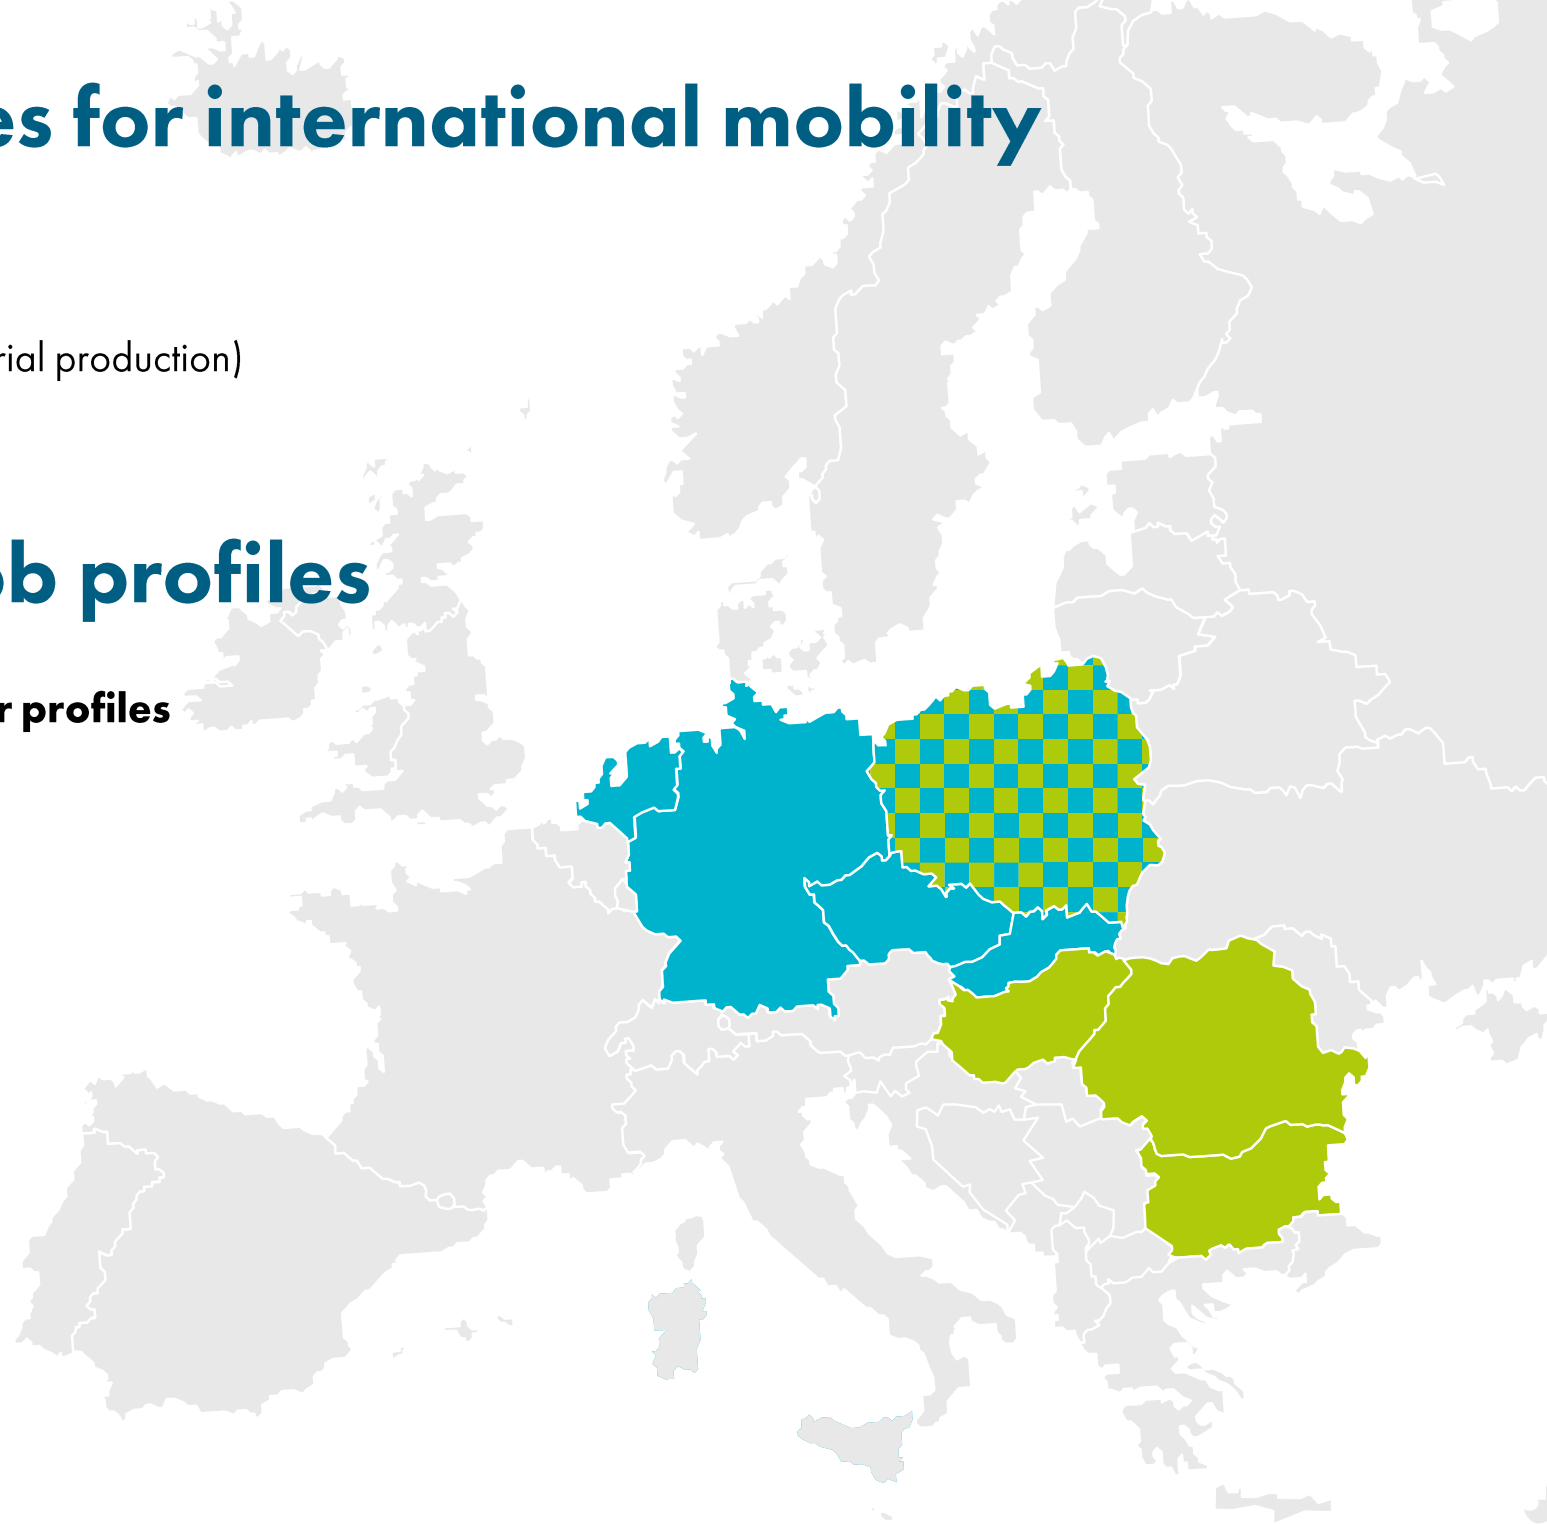 es for international mobility
rial production)
ob profiles
r profiles